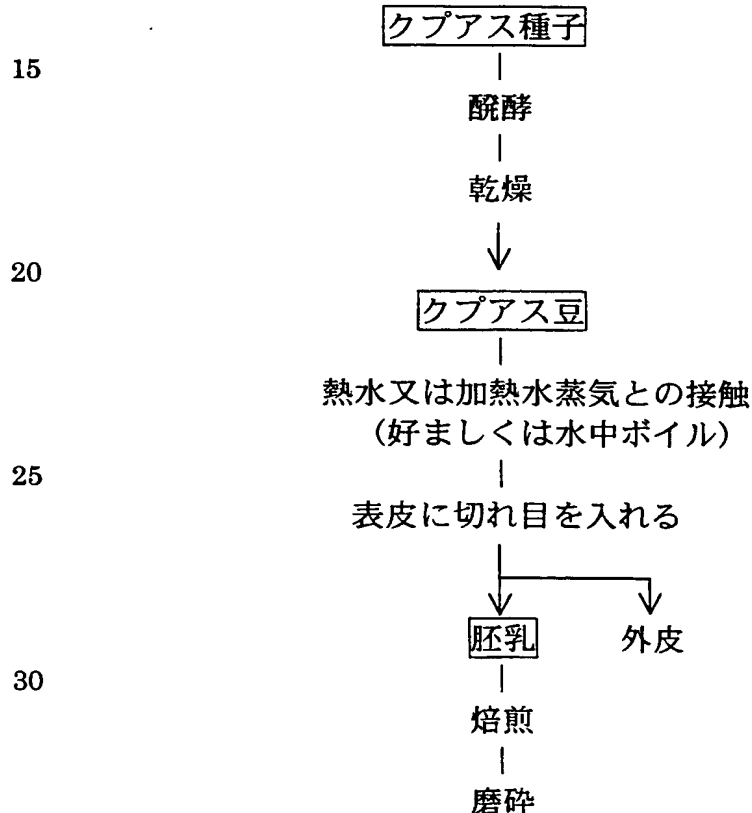 クプアス種子
15
醗酵
乾燥
20
クプアス豆
熱水又は加熱水蒸気との接触
（好ましくは水中ボイル）
25
表皮に切れ目を入れる
胚乳 外皮
30
焙煎
磨砕